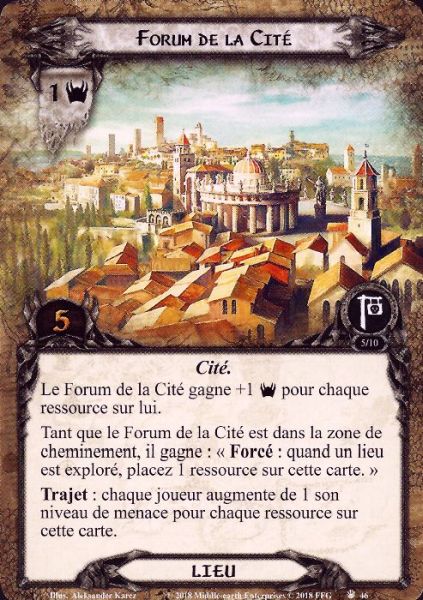 Forum de la Cité
1
5
5/10
Cité.
Le Forum de la Cité gagne +1 pour chaque
ressource sur lui.
Tant que le Forum de la Cité est dans la zone de
cheminement, il gagne : « Forcé : quand un lieu
est exploré, placez 1 ressource sur cette carte. »
Trajet : chaque joueur augmente de 1 son
niveau de menace pour chaque ressource sur
cette carte.
LIEU
Illus. Aleksander Karcz © 2018 Middle-earth Enterprises © 2018 FFG 46